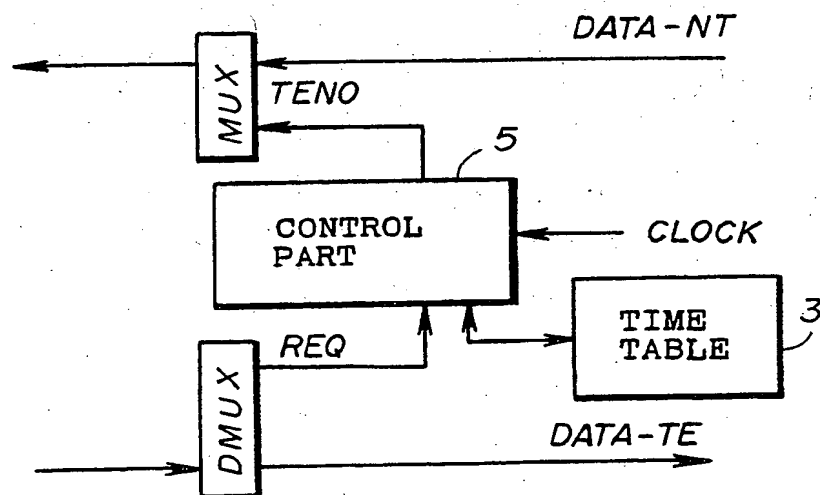 DATA-NT
MUX
TENO
5
CONTROL
PART
CLOCK
TIME
TABLE
3
REQ
DMUX
DATA-TE